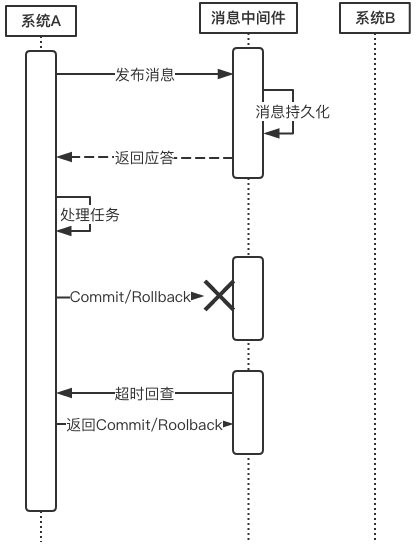 系统A
消息中间件
系统B
发布消息
消息持久化
返回应答
处理任务
Commit/Rollback
超时回查
返回Commit/Roolback